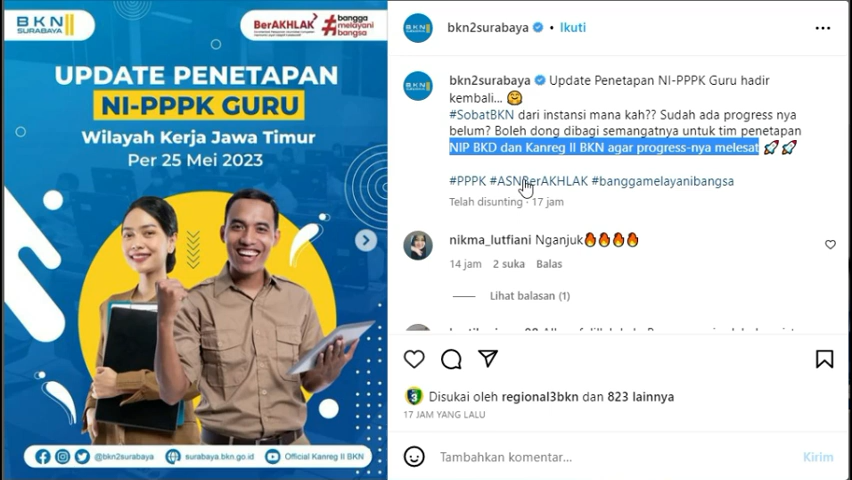 BKN
SURABAYA
BerAKHLAK
#bangga
melayani
bangsa
UPDATE PENETAPAN
NI-PPPK GURU
Wilayah Kerja Jawa Timur
Per 25 Mei 2023
@bkn2surabaya
surabaya.bkn.go.id
Official Kanreg II BKN
bkn2surabaya • Ikuti
bkn2surabaya Update Penetapan NI-PPPK Guru hadir
kembali... 🤗
#SobatBKN dari instansi mana kah?? Sudah ada progress nya
belum? Boleh dong dibagi semangatnya untuk tim penetapan
NIP BKD dan Kanreg II BKN agar progress-nya melesat 🚀🚀
#PPPK #ASNBerAKHLAK #banggamelayanibangsa
Telah disunting · 17 jam
nikma_lutfiani Nganjuk🔥🔥🔥🔥
14 jam 2 suka Balas
Lihat balasan (1)
Disukai oleh regional3bkn dan 823 lainnya
17 JAM YANG LALU
Tambahkan komentar...
Kirim